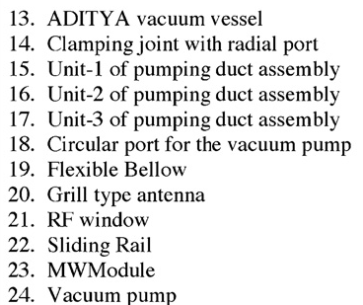 13. ADITYA vacuum vessel
14. Clamping joint with radial port
15. Unit-1 of pumping duct assembly
16. Unit-2 of pumping duct assembly
17. Unit-3 of pumping duct assembly
18. Circular port for the vacuum pump
19. Flexible Bellow
20. Grill type antenna
21. RF window
22. Sliding Rail
23. MWModule
24. Vacuum pump